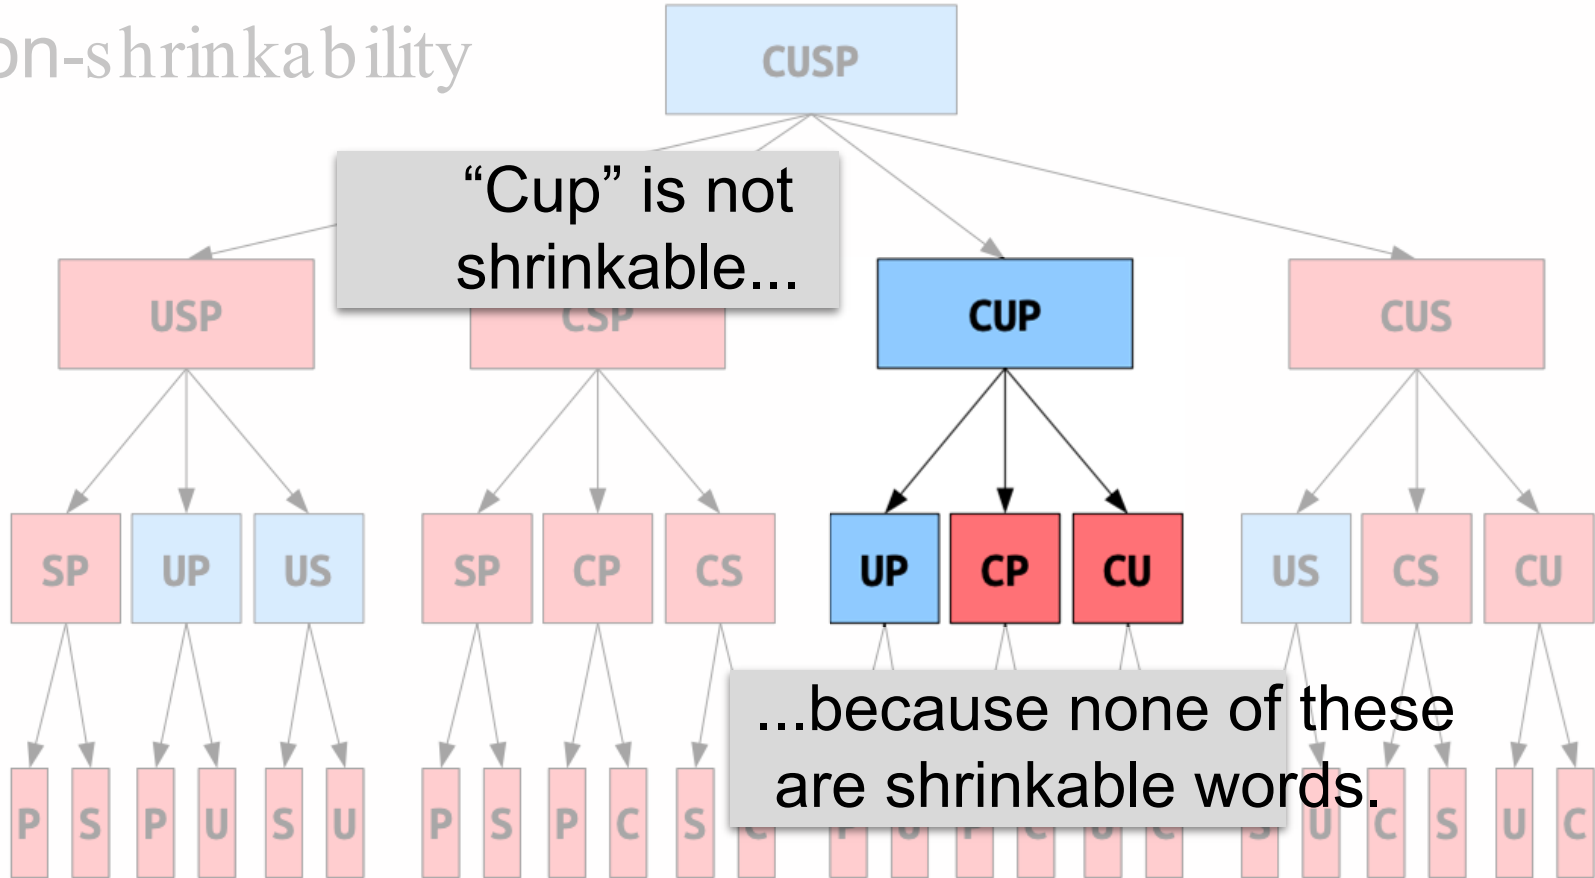 on-shrinkability
CUSP
“Cup” is not
shrinkable...
USP CSP CUP CUS
SP UP US SP CP CS UP CP CU US CS CU
...because none of these
are shrinkable words.
P S P U S U P S P C S C P U P C U C S U C S U C